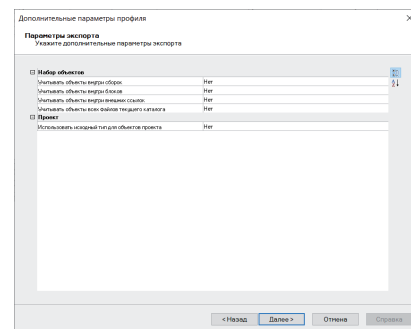 Дополнительные параметры профиля
Параметры экспорта
Укажите дополнительные параметры экспорта
Набор объектов
Учитывать объекты внутри сборок Нет
Учитывать объекты внутри блоков Нет
Учитывать объекты внутри внешних ссылок Нет
Учитывать объекты всех файлов текущего каталога Нет
Проект
Использовать исходный тип для объектов проекта Нет
< Назад Далее > Отмена Справка